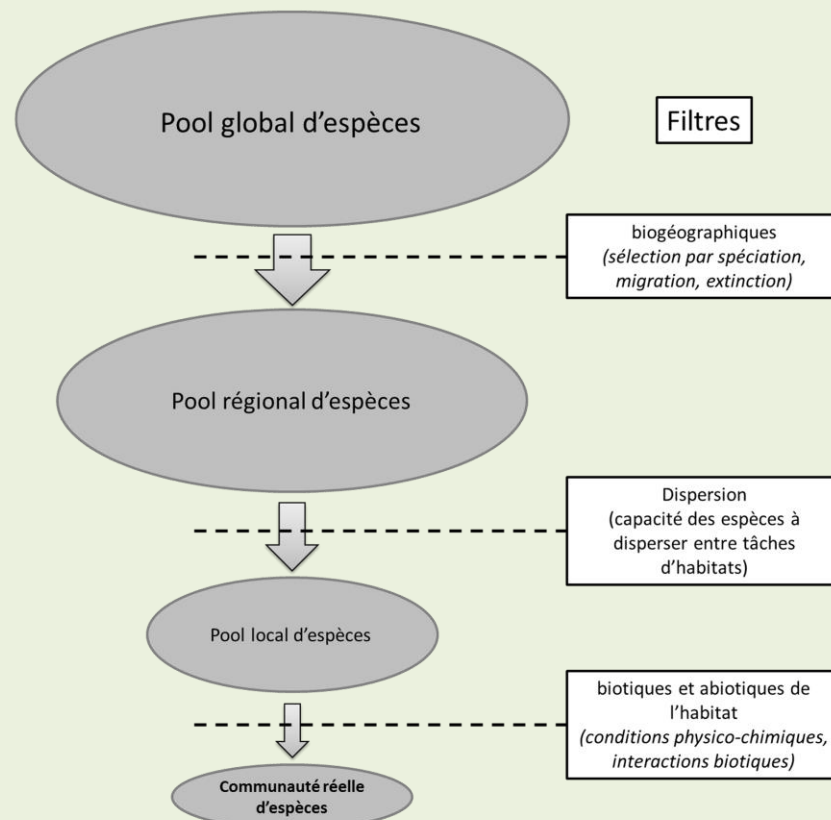 Pool global d'espèces
Filtres
biogéographiques
(sélection par spéciation,
migration, extinction)
Pool régional d'espèces
Dispersion
(capacité des espèces à
disperser entre tâches
d'habitats)
Pool local d'espèces
biotiques et abiotiques de
l'habitat
(conditions physico-chimiques,
interactions biotiques)
Communauté réelle
d'espèces